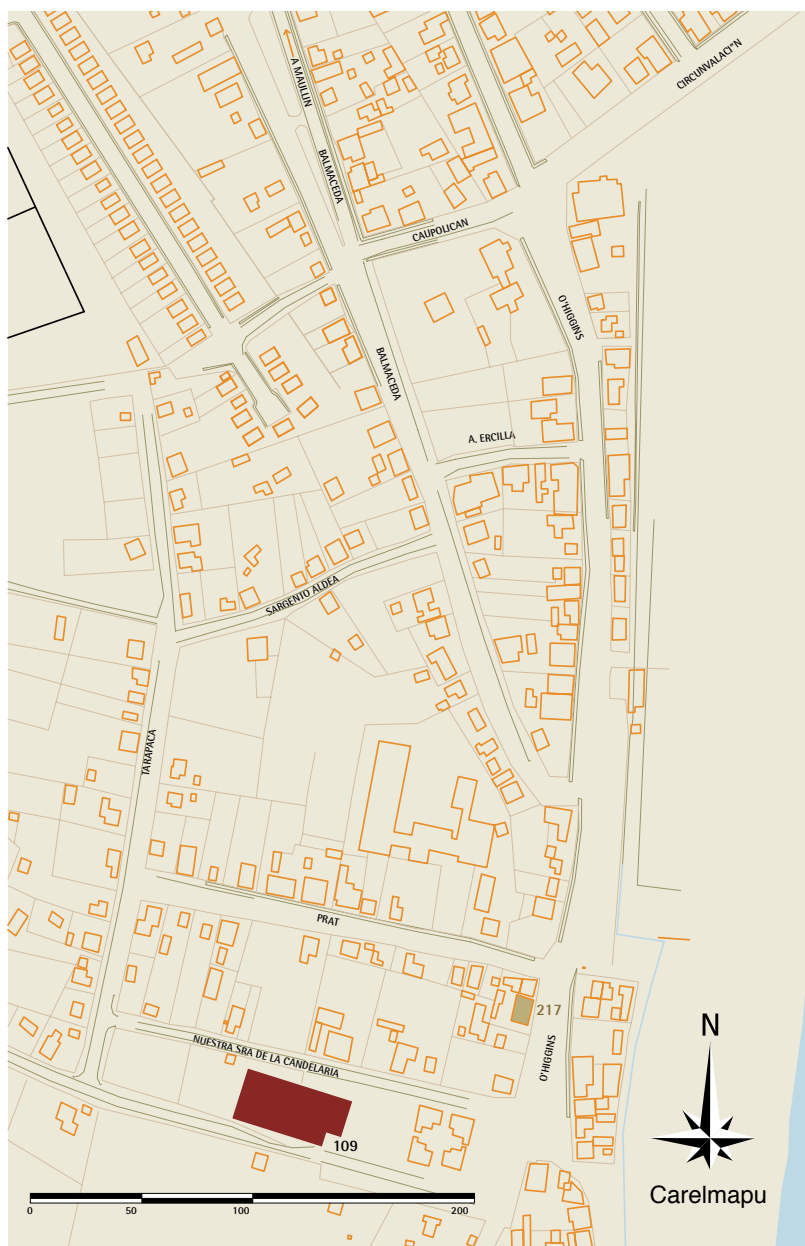 A MAULLIN
CIRCUNVALACI"N
BALMACEDA
CAUPOLICAN
O'HIGGINS
BALMACEDA
A. ERCILLA
SARGENTO ALDEA
TARAPACA
PRAT
217
NUESTRA SRA DE LA CANDELARIA
O'HIGGINS
N
109
Carelmapu
0 50 100 200